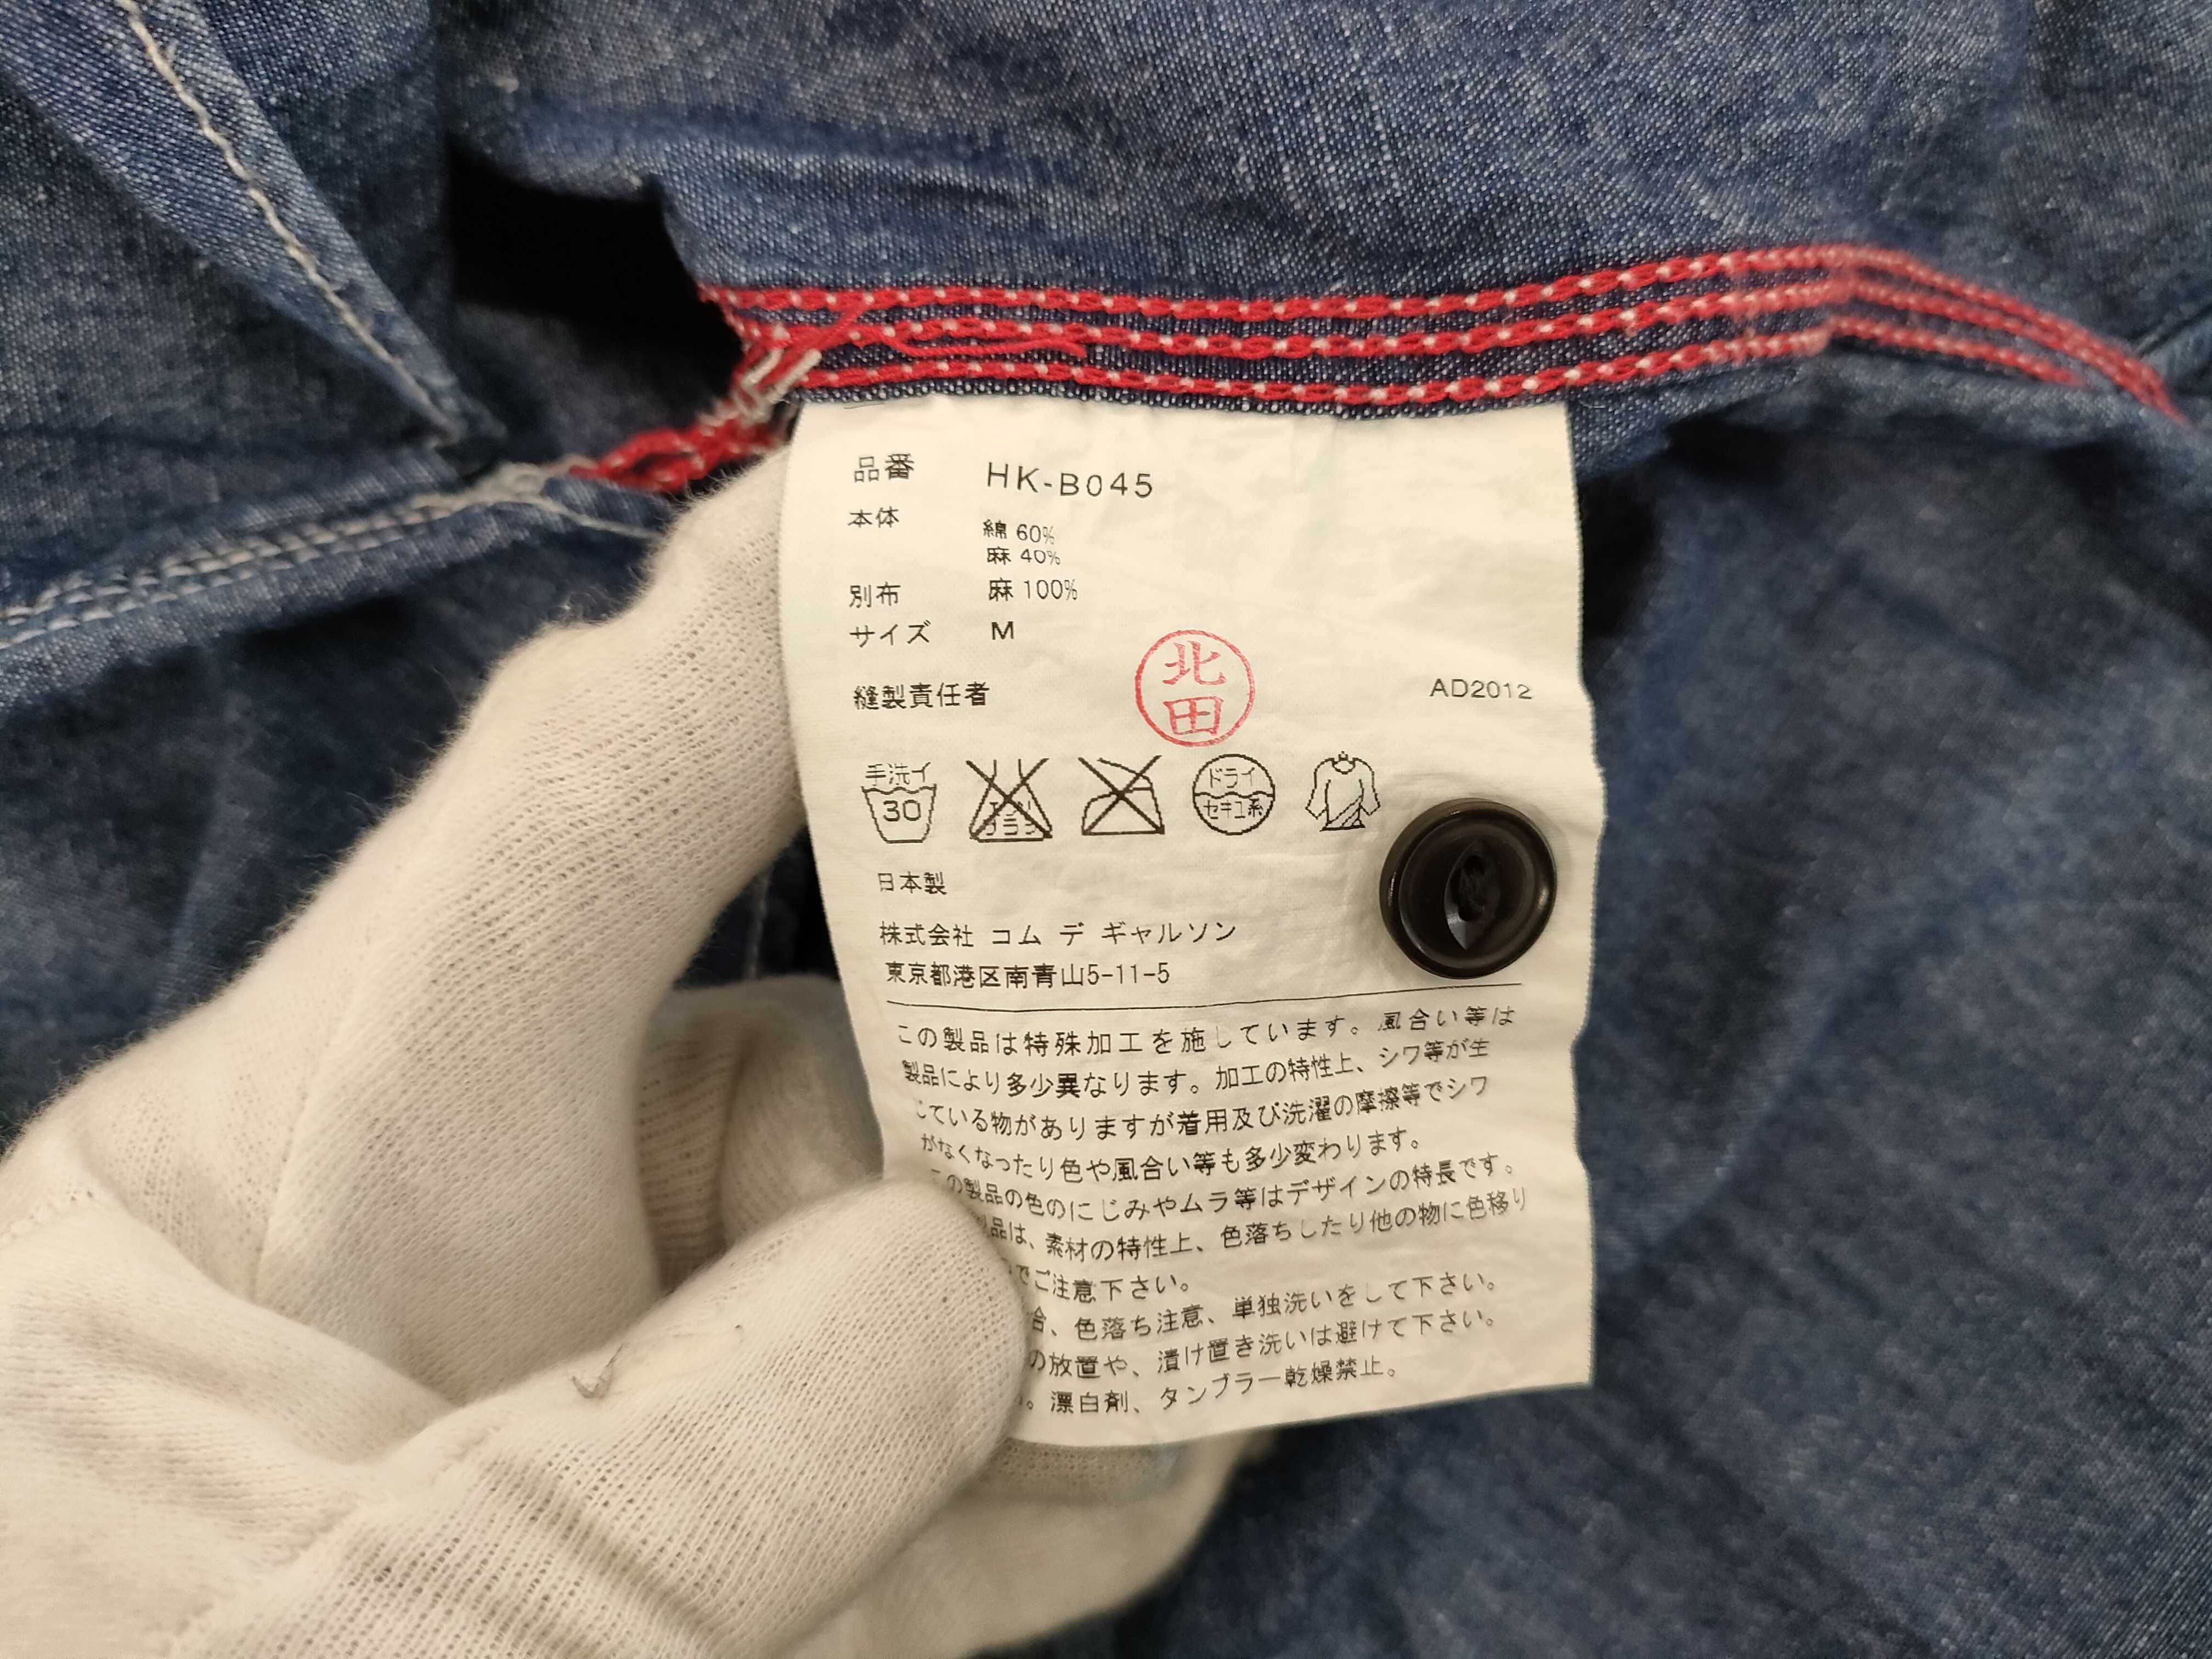 品番 HK-B045
本体 綿 60%
麻 40%
別布 麻 100%
サイズ M
縫製責任者 北田 AD2012
手洗イ 30 ドライ セキユ系
日本製
株式会社 コム デ ギャルソン
東京都港区南青山5-11-5
この製品は特殊加工を施しています。風合い等は
製品により多少異なります。加工の特性上、シワ等が生
じている物がありますが着用及び洗濯の摩擦等でシワ
がなくなったり色や風合い等も多少変わります。
の製品の色のにじみやムラ等はデザインの特長です。
品は、素材の特性上、色落ちしたり他の物に色移り
でご注意下さい。
合、色落ち注意、単独洗いをして下さい。
の放置や、漬け置き洗いは避けて下さい。
。漂白剤、タンブラー乾燥禁止。